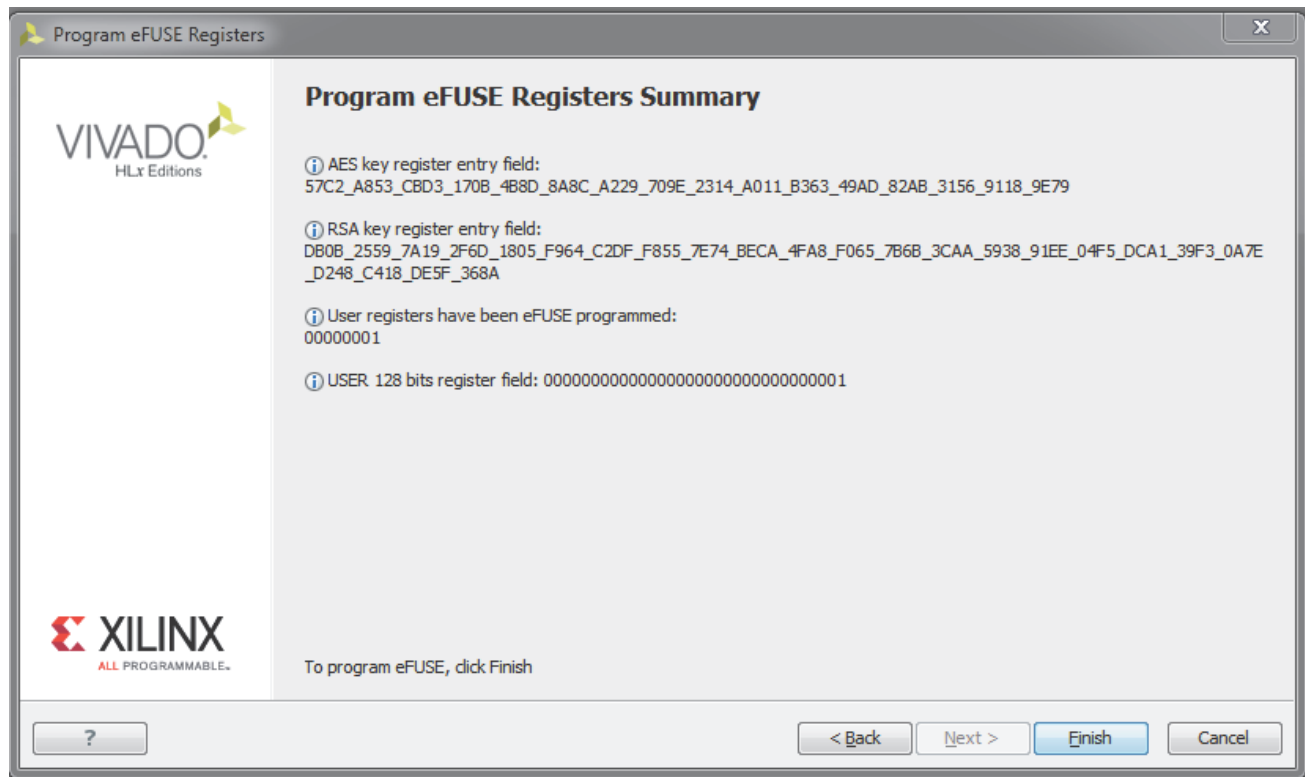 Program eFUSE Registers
X
VIVADO.
HLx Editions
Program eFUSE Registers Summary
AES key register entry field:
57C2_A853_CBD3_170B_4B8D_8A8C_A229_709E_2314_A011_B363_49AD_82AB_3156_9118_9E79
RSA key register entry field:
DB0B_2559_7A19_2F6D_1805_F964_C2DF_F855_7E74_BECA_4FA8_F065_7B6B_3CAA_5938_91EE_04F5_DCA1_39F3_0A7E
_D248_C418_DE5F_368A
User registers have been eFUSE programmed:
00000001
USER 128 bits register field: 00000000000000000000000000000001
XILINX
ALL PROGRAMMABLE™
To program eFUSE, click Finish
?
< Back
Next >
Finish
Cancel